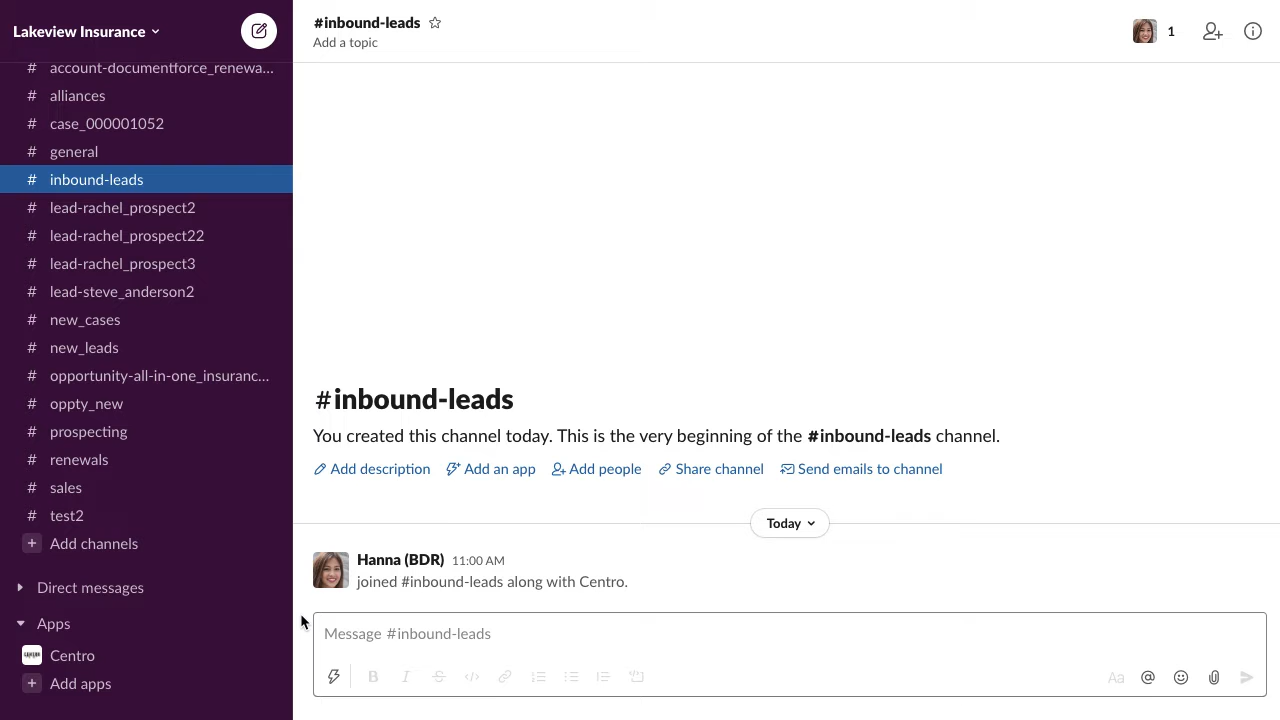 Lakeview Insurance
# account-documentforce_renewa...
# alliances
# case_000001052
# general
# inbound-leads
# lead-rachel_prospect2
# lead-rachel_prospect22
# lead-rachel_prospect3
# lead-steve_anderson2
# new_cases
# new_leads
# opportunity-all-in-one_insuranc...
# oppty_new
# prospecting
# renewals
# sales
# test2
+ Add channels
Direct messages
Apps
Centro
+ Add apps
#inbound-leads
Add a topic
1
#inbound-leads
You created this channel today. This is the very beginning of the #inbound-leads channel.
Add description Add an app Add people Share channel Send emails to channel
Today
Hanna (BDR) 11:00 AM
joined #inbound-leads along with Centro.
Message #inbound-leads
B I S Aa @